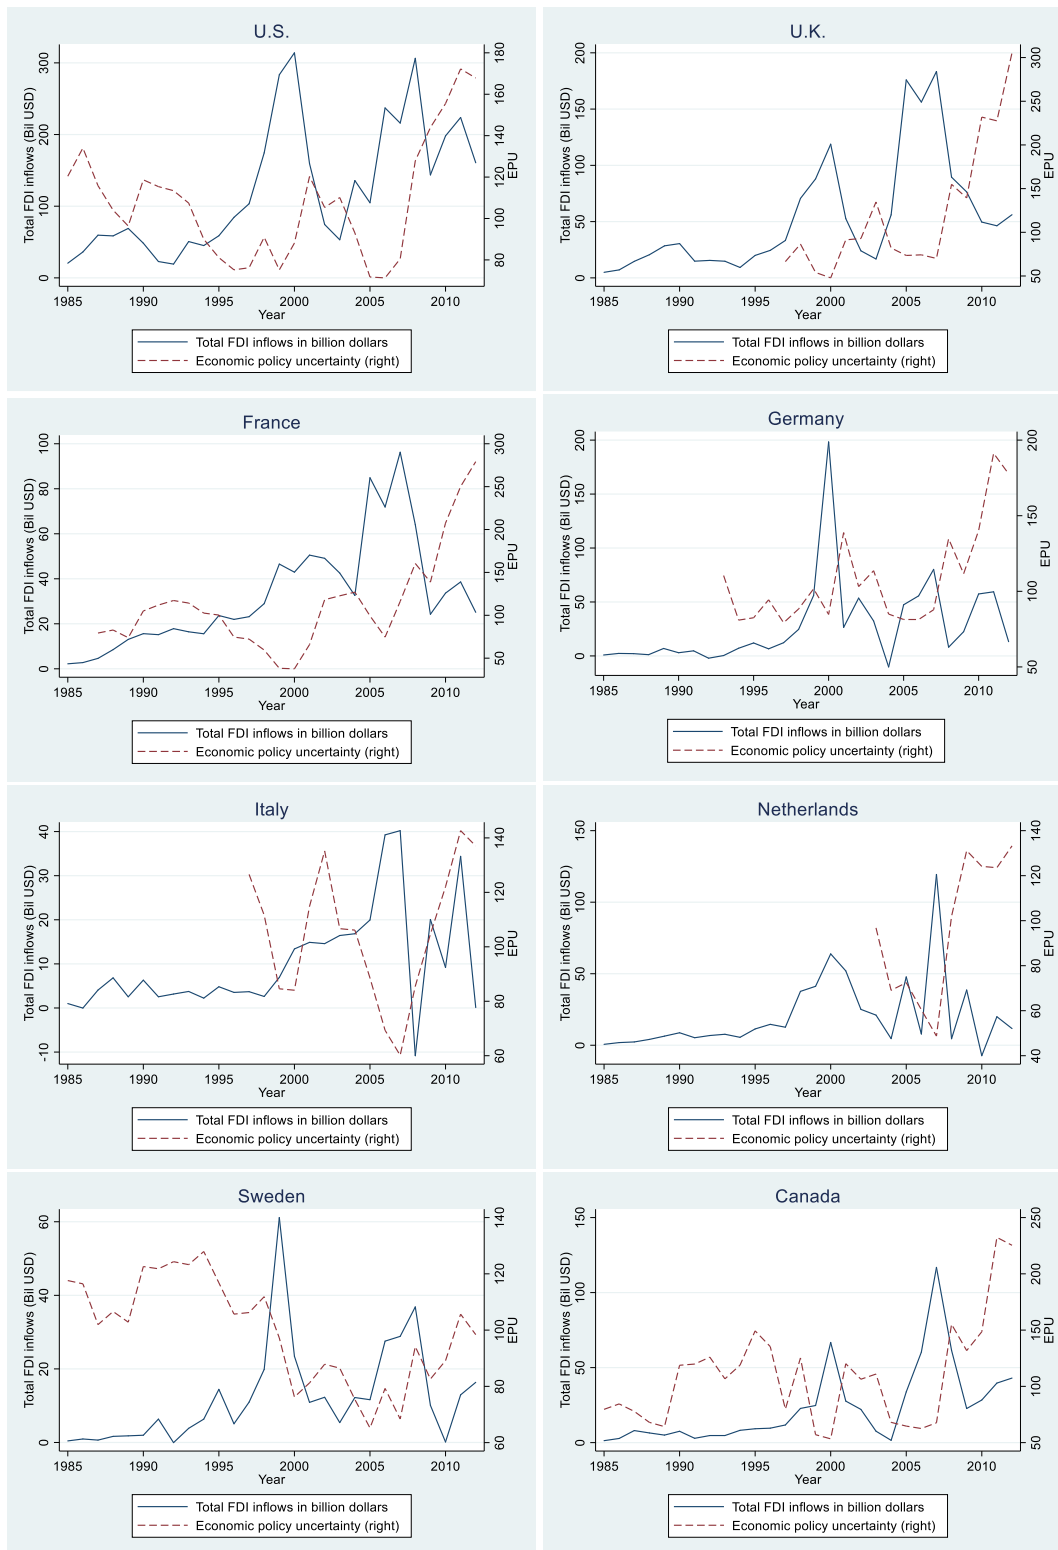 U.S.
Total FDI inflows (Bil USD)
0 100 200 300
80 100 120 140 160 180
EPU
1985 1990 1995 2000 2005 2010
Year
Total FDI inflows in billion dollars
Economic policy uncertainty (right)
U.K.
Total FDI inflows (Bil USD)
0 50 100 150 200
50 100 150 200 250 300
EPU
1985 1990 1995 2000 2005 2010
Year
Total FDI inflows in billion dollars
Economic policy uncertainty (right)
France
Total FDI inflows (Bil USD)
0 20 40 60 80 100
50 100 150 200 250 300
EPU
1985 1990 1995 2000 2005 2010
Year
Total FDI inflows in billion dollars
Economic policy uncertainty (right)
Germany
Total FDI inflows (Bil USD)
0 50 100 150 200
50 100 150 200
EPU
1985 1990 1995 2000 2005 2010
Year
Total FDI inflows in billion dollars
Economic policy uncertainty (right)
Italy
Total FDI inflows (Bil USD)
-10 0 10 20 30 40
60 80 100 120 140
EPU
1985 1990 1995 2000 2005 2010
Year
Total FDI inflows in billion dollars
Economic policy uncertainty (right)
Netherlands
Total FDI inflows (Bil USD)
0 50 100 150
40 60 80 100 120 140
EPU
1985 1990 1995 2000 2005 2010
Year
Total FDI inflows in billion dollars
Economic policy uncertainty (right)
Sweden
Total FDI inflows (Bil USD)
0 20 40 60
60 80 100 120 140
EPU
1985 1990 1995 2000 2005 2010
Year
Total FDI inflows in billion dollars
Economic policy uncertainty (right)
Canada
Total FDI inflows (Bil USD)
0 50 100 150
50 100 150 200 250
EPU
1985 1990 1995 2000 2005 2010
Year
Total FDI inflows in billion dollars
Economic policy uncertainty (right)